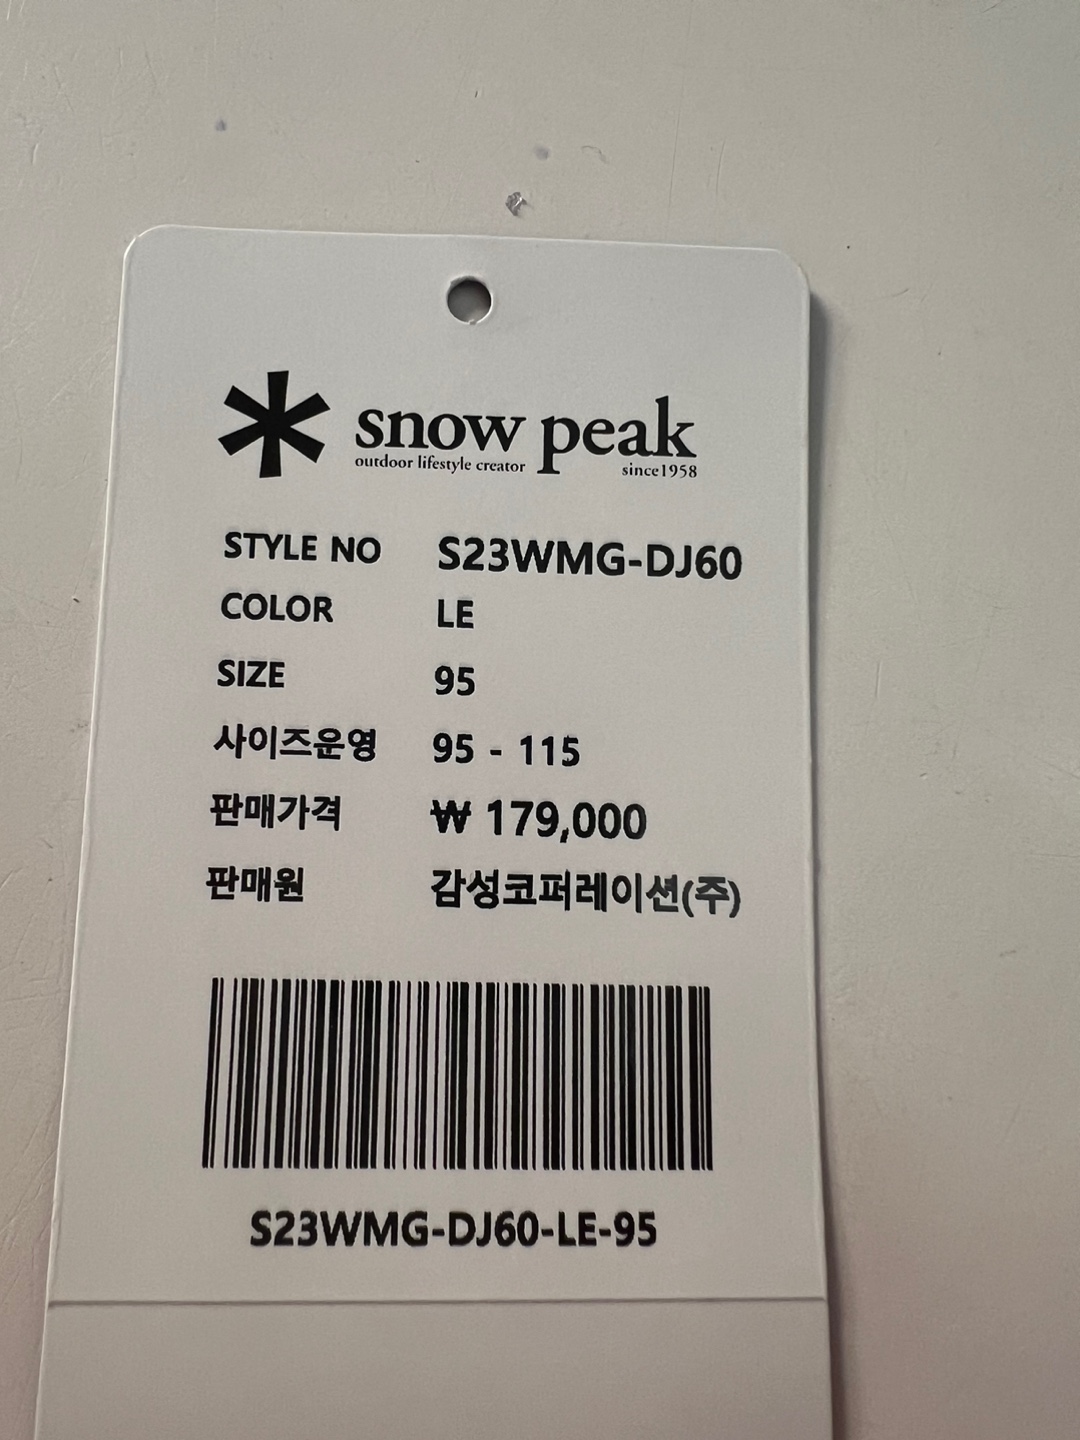 snow peak
outdoor lifestyle creator since1958
STYLE NO S23WMG-DJ60
COLOR LE
SIZE 95
사이즈운영 95 - 115
판매가격 ₩ 179,000
판매원 감성코퍼레이션(주)
S23WMG-DJ60-LE-95